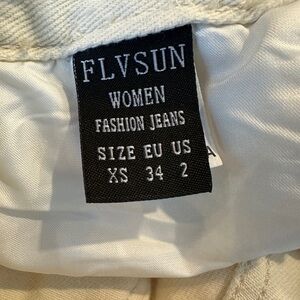 FLVSUN
WOMEN
FASHION JEANS
SIZE EU US
XS 34 2
A